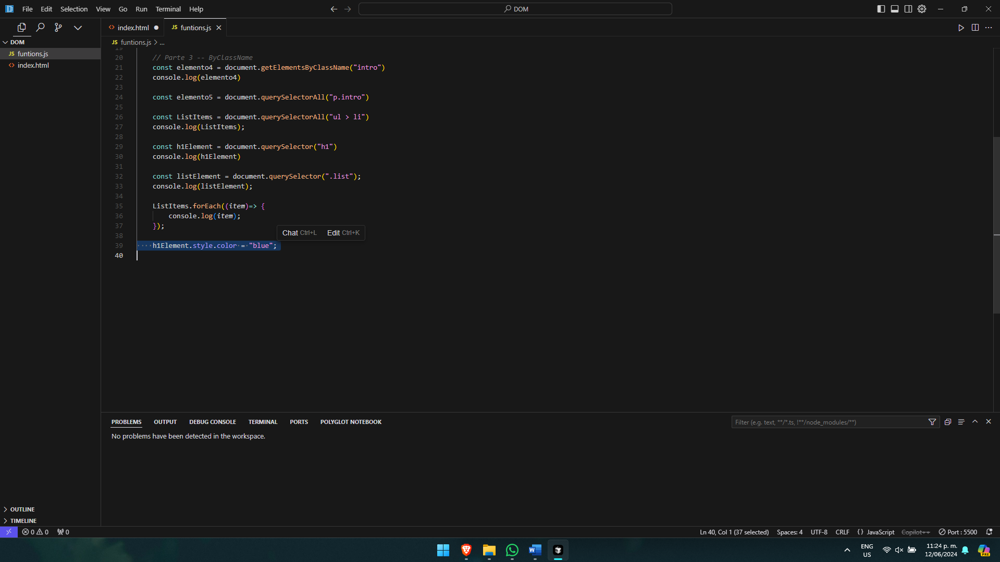 File Edit Selection View Go Run Terminal Help
DOM
index.html
JS funtions.js
DOM
JS funtions.js
index.html
JS funtions.js > ...
19
20 // Parte 3 -- ByClassName
21 const elemento4 = document.getElementsByClassName("intro")
22 console.log(elemento4)
23
24 const elemento5 = document.querySelectorAll("p.intro")
25
26 const ListItems = document.querySelectorAll("ul > li")
27 console.log(ListItems);
28
29 const h1Element = document.querySelector("h1")
30 console.log(h1Element)
31
32 const listElement = document.querySelector(".list");
33 console.log(listElement);
34
35 ListItems.forEach((item)=> {
36 console.log(item);
37 });
38
Chat Ctrl+L Edit Ctrl+K
39 h1Element.style.color = "blue";
40
PROBLEMS OUTPUT DEBUG CONSOLE TERMINAL PORTS POLYGLOT NOTEBOOK
Filter (e.g. text, **/*.ts, !**/node_modules/**)
No problems have been detected in the workspace.
OUTLINE
TIMELINE
0 0 0
Ln 40, Col 1 (37 selected) Spaces: 4 UTF-8 CRLF {} JavaScript Copilot++ Port : 5500
ENG
US
11:24 p. m.
12/06/2024
PRE